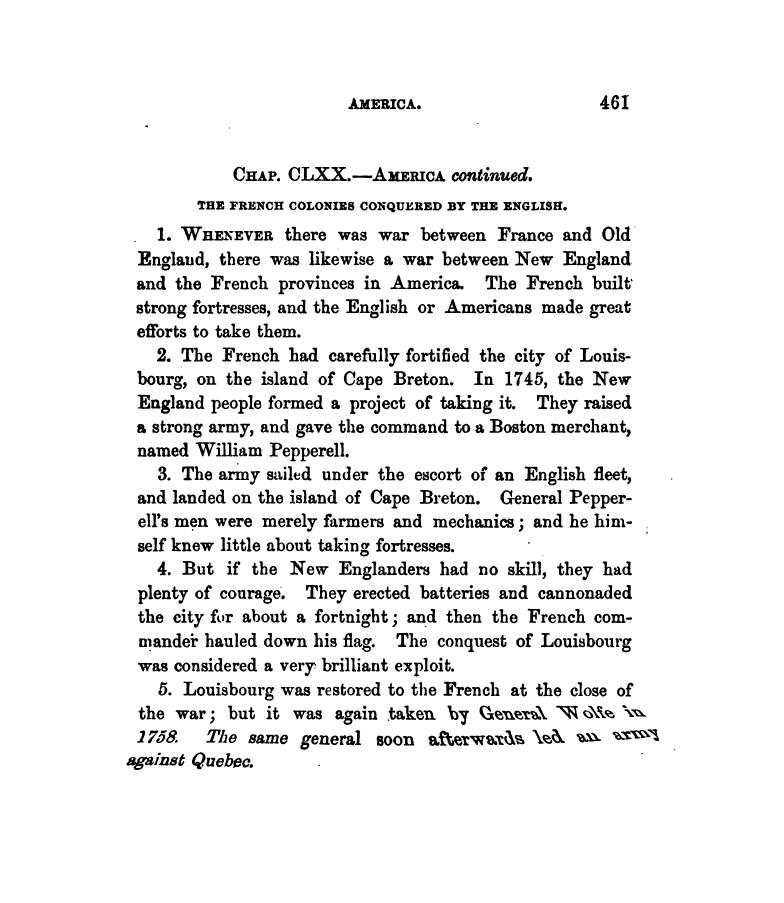 AMERICA. 461
CHAP. CLXX.—AMERICA continued.
THE FRENCH COLONIES CONQUERED BY THE ENGLISH.
1. WHENEVER there was war between France and Old
England, there was likewise a war between New England
and the French provinces in America. The French built
strong fortresses, and the English or Americans made great
efforts to take them.
2. The French had carefully fortified the city of Louis-
bourg, on the island of Cape Breton. In 1745, the New
England people formed a project of taking it. They raised
a strong army, and gave the command to a Boston merchant,
named William Pepperell.
3. The army sailed under the escort of an English fleet,
and landed on the island of Cape Breton. General Pepper-
ell's men were merely farmers and mechanics; and he him-
self knew little about taking fortresses.
4. But if the New Englanders had no skill, they had
plenty of courage. They erected batteries and cannonaded
the city for about a fortnight; and then the French com-
mander hauled down his flag. The conquest of Louisbourg
was considered a very brilliant exploit.
5. Louisbourg was restored to the French at the close of
the war; but it was again taken by General Wolfe in
1758. The same general soon afterwards led an army
against Quebec.